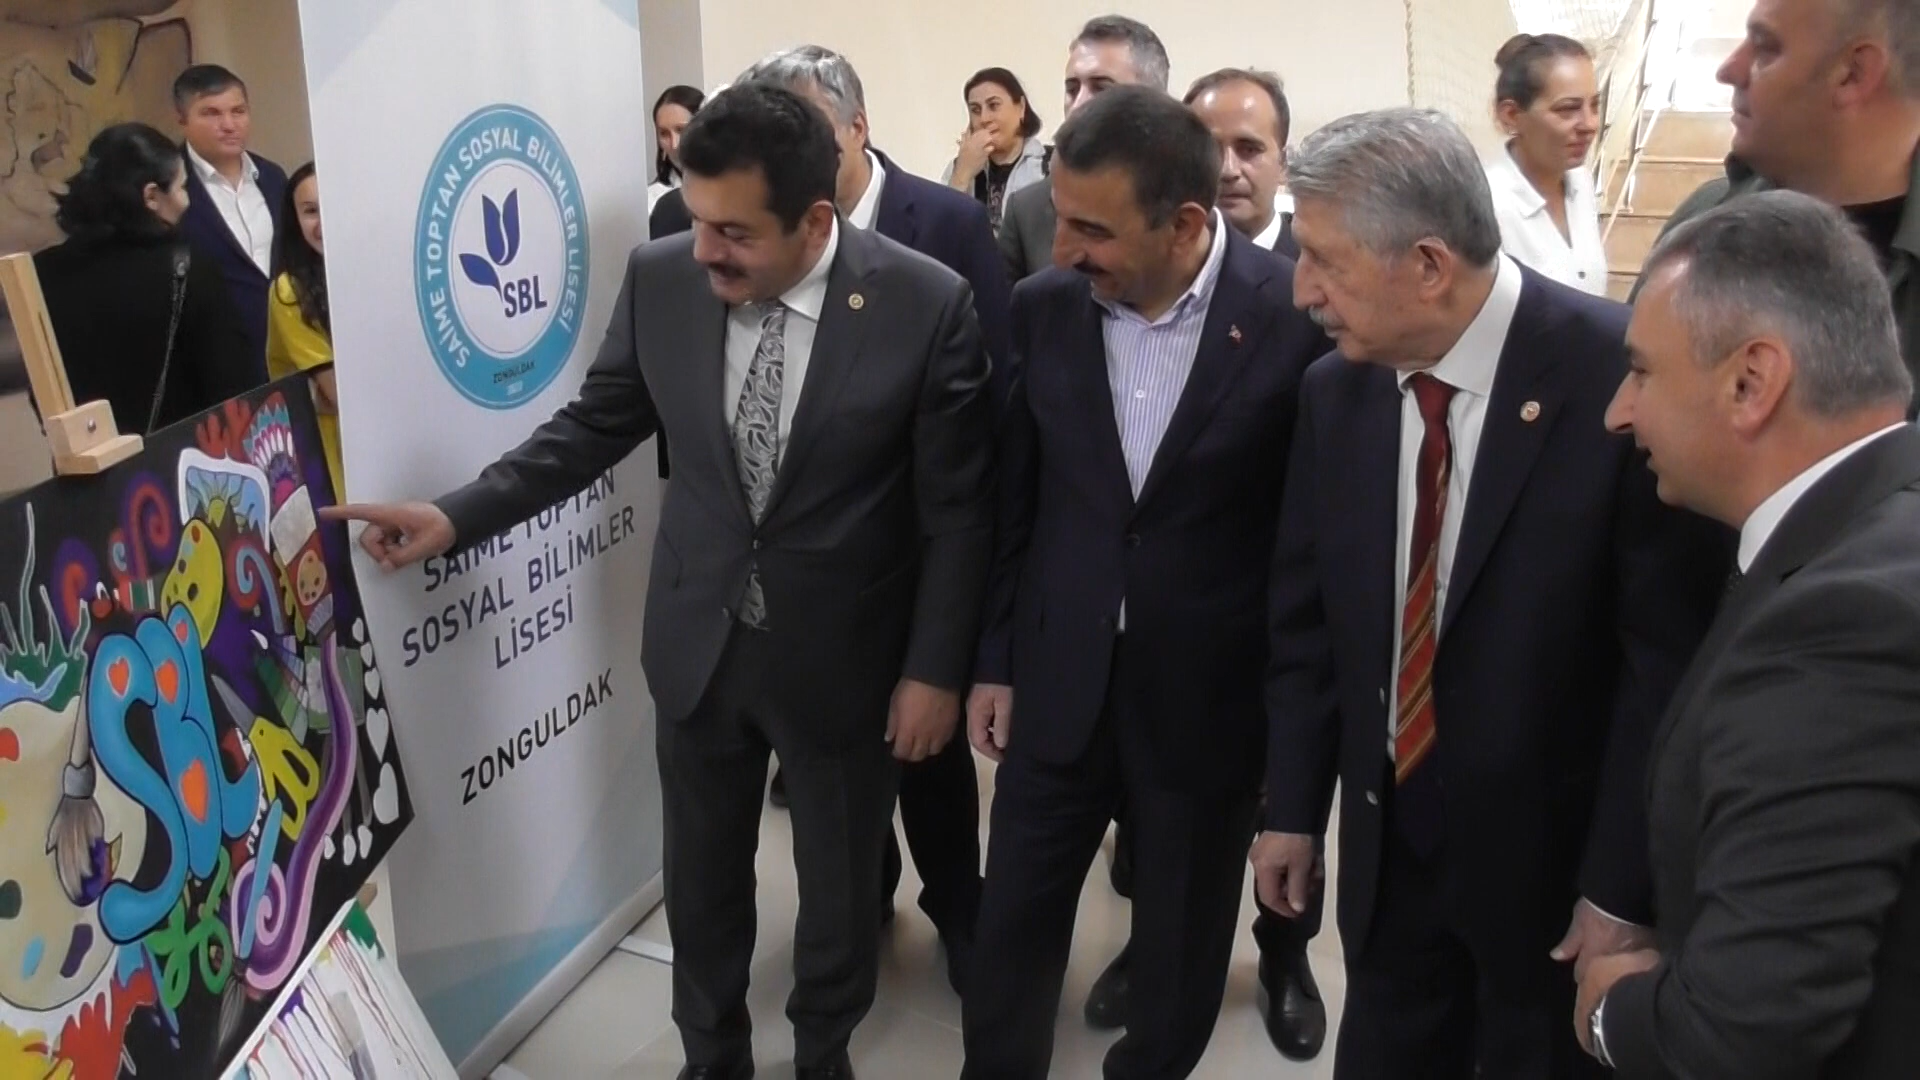 SAİME TOPTAN SOSYAL BİLİMLER LİSESİ
SBL
ZONGULDAK
SAİME TOPTAN
SOSYAL BİLİMLER
LİSESİ
ZONGULDAK
SBL